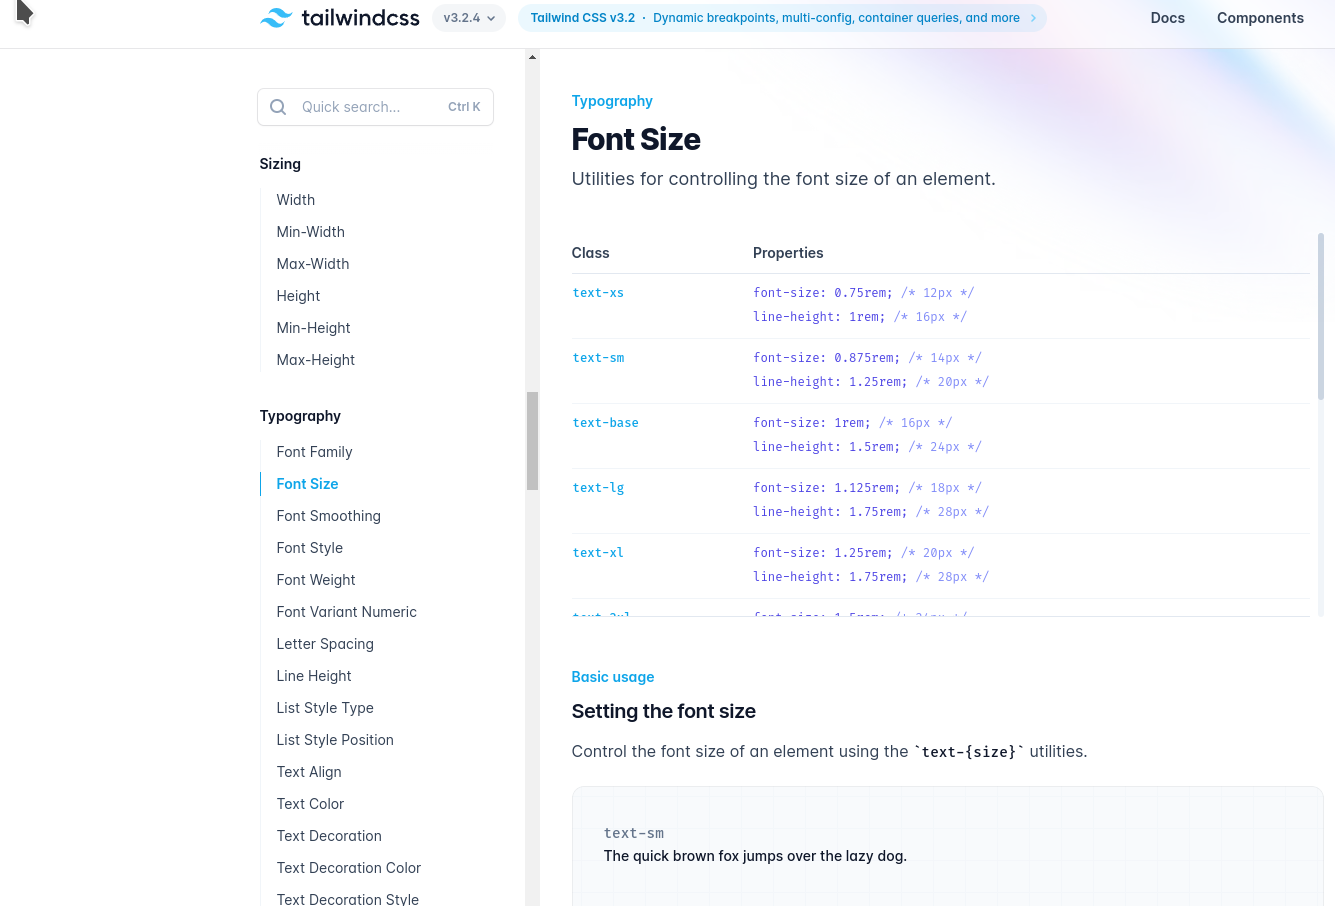 tailwindcss
v3.2.4
Tailwind CSS v3.2 · Dynamic breakpoints, multi-config, container queries, and more
Docs
Components
Quick search...
Ctrl K
Sizing
Width
Min-Width
Max-Width
Height
Min-Height
Max-Height
Typography
Font Family
Font Size
Font Smoothing
Font Style
Font Weight
Font Variant Numeric
Letter Spacing
Line Height
List Style Type
List Style Position
Text Align
Text Color
Text Decoration
Text Decoration Color
Text Decoration Style
Typography
Font Size
Utilities for controlling the font size of an element.
Class Properties
text-xs font-size: 0.75rem; /* 12px */
line-height: 1rem; /* 16px */
text-sm font-size: 0.875rem; /* 14px */
line-height: 1.25rem; /* 20px */
text-base font-size: 1rem; /* 16px */
line-height: 1.5rem; /* 24px */
text-lg font-size: 1.125rem; /* 18px */
line-height: 1.75rem; /* 28px */
text-xl font-size: 1.25rem; /* 20px */
line-height: 1.75rem; /* 28px */
text-2xl font-size: 1.5rem; /* 24px */
Basic usage
Setting the font size
Control the font size of an element using the `text-{size}` utilities.
text-sm
The quick brown fox jumps over the lazy dog.